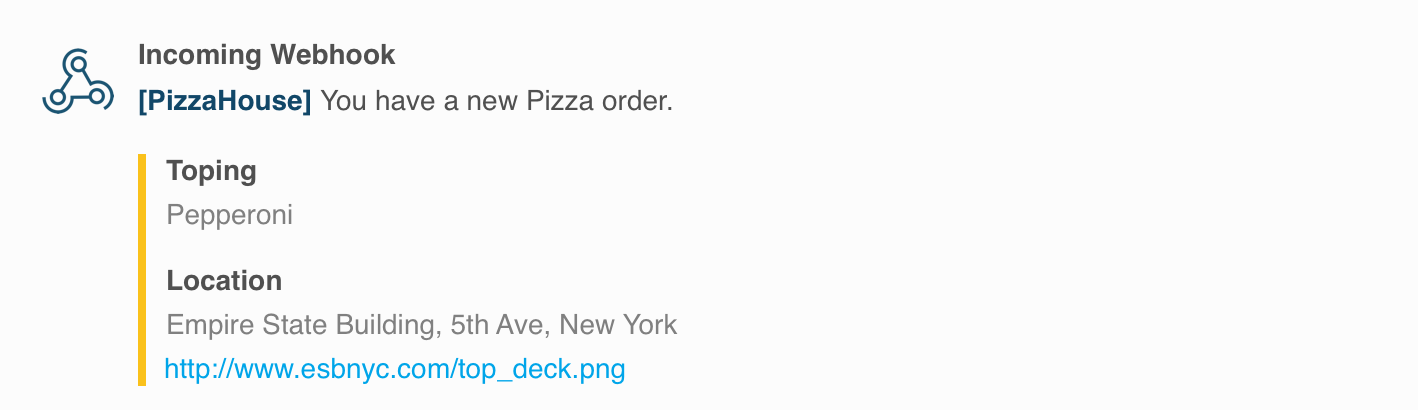 Incoming Webhook
[PizzaHouse] You have a new Pizza order.
Toping
Pepperoni
Location
Empire State Building, 5th Ave, New York
http://www.esbnyc.com/top_deck.png